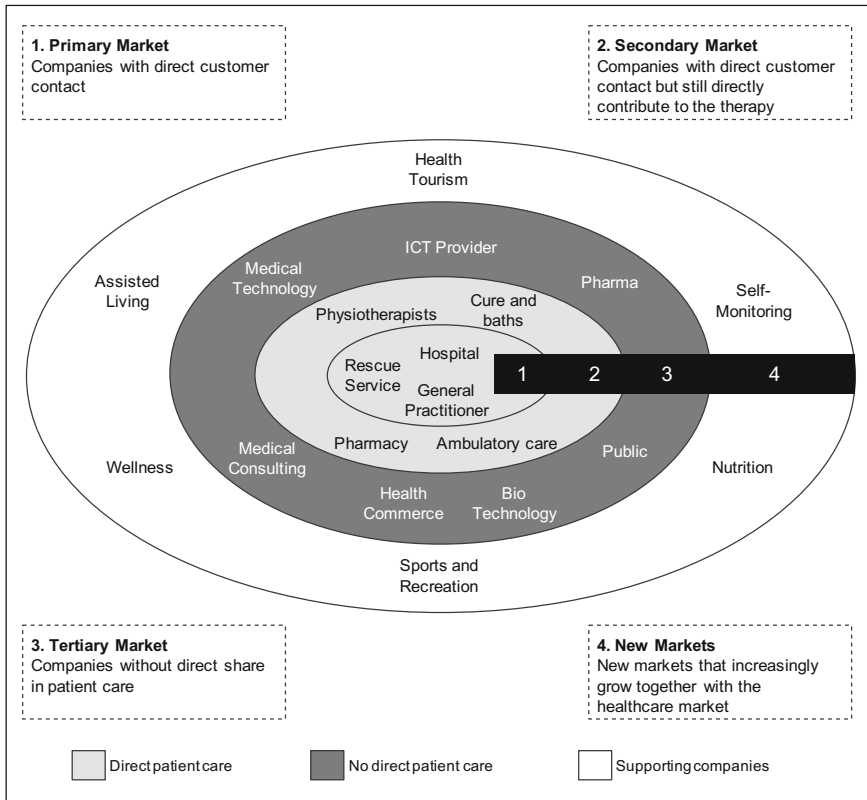 1. Primary Market
Companies with direct customer
contact
2. Secondary Market
Companies with direct customer
contact but still directly
contribute to the therapy
Health
Tourism
ICT Provider
Medical
Technology
Pharma
Assisted
Living
Self-
Monitoring
Physiotherapists
Cure and
baths
Hospital
Rescue
Service
General
Practitioner
1
2
3
4
Pharmacy
Ambulatory care
Medical
Consulting
Public
Wellness
Nutrition
Health
Commerce
Bio
Technology
Sports and
Recreation
3. Tertiary Market
Companies without direct share
in patient care
4. New Markets
New markets that increasingly
grow together with the
healthcare market
Direct patient care
No direct patient care
Supporting companies